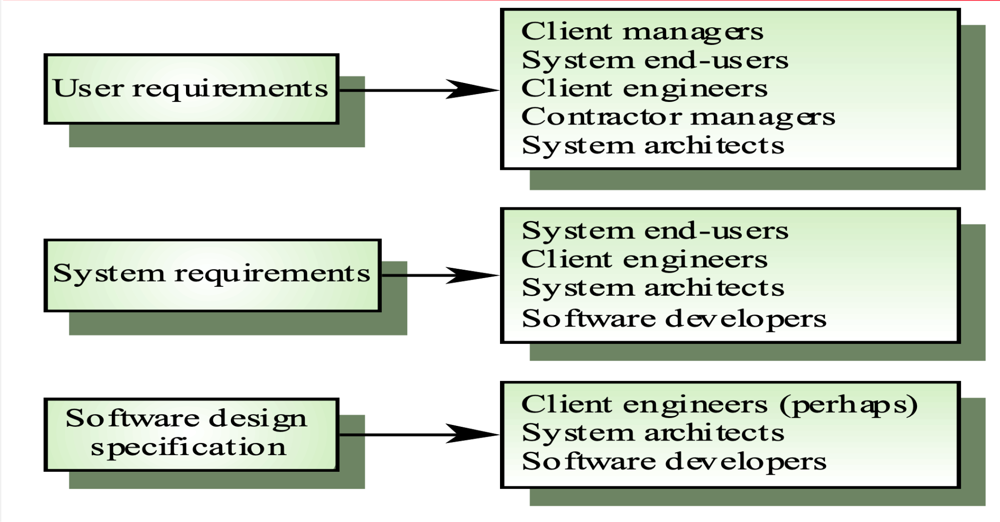 User requirements
Client managers
System end-users
Client engineers
Contractor managers
System architects
System requirements
System end-users
Client engineers
System architects
Software developers
Software design
specification
Client engineers (perhaps)
System architects
Software developers